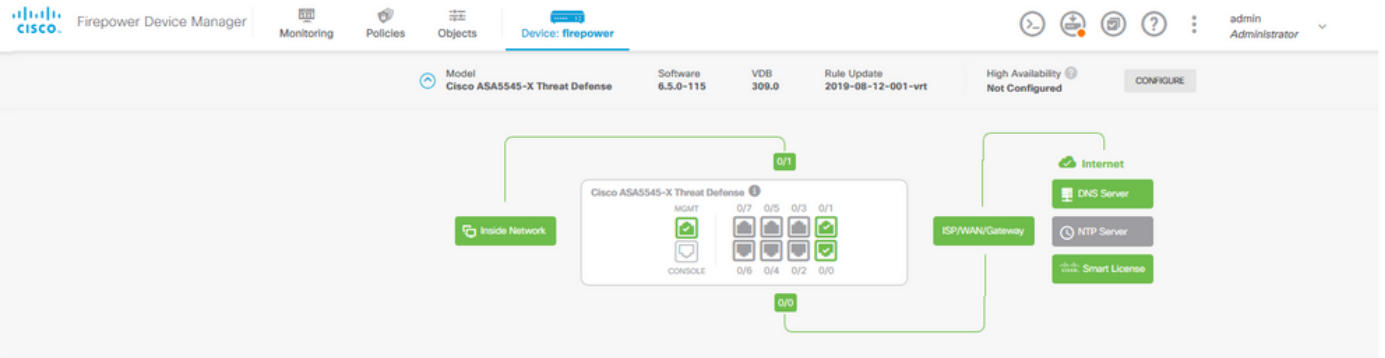 CISCO
Firepower Device Manager
Monitoring
Policies
Objects
Device: firepower
admin
Administrator
Model
Cisco ASA5545-X Threat Defense
Software
6.5.0-115
VDB
309.0
Rule Update
2019-08-12-001-vrt
High Availability
Not Configured
CONFIGURE
0/1
Internet
Cisco ASA5545-X Threat Defense
MGMT
0/7 0/5 0/3 0/1
DNS Server
Inside Network
ISP/WAN/Gateway
NTP Server
CONSOLE
0/6 0/4 0/2 0/0
CISCO Smart License
0/0